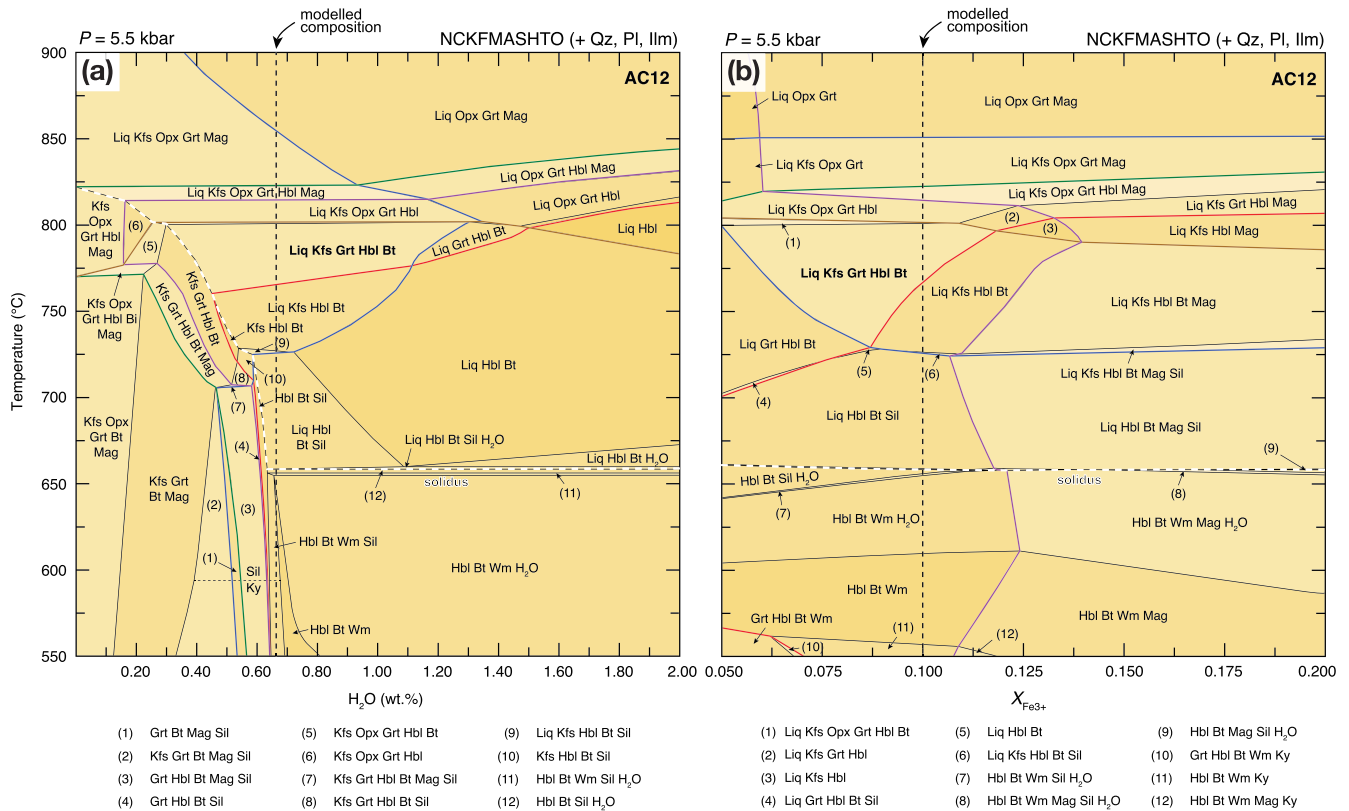 modelled
composition
P = 5.5 kbar
NCKFMASHTO (+ Qz, Pl, Ilm)
(a)
AC12
Liq Opx Grt Mag
Liq Kfs Opx Grt Mag
Liq Opx Grt Hbl Mag
Liq Kfs Opx Grt Hbl Mag
Liq Opx Grt Hbl
Liq Kfs Opx Grt Hbl
Kfs
Opx
Grt Hbl
Mag
(6)
(5)
Liq Hbl
Liq Grt Hbl Bt
Liq Kfs Grt Hbl Bt
Kfs Grt Hbl Bt
Kfs Opx
Grt Hbl Bi
Mag
Kfs Grt Hbl Bt Mag
Liq Kfs Hbl Bt
Kfs Hbl Bt
(9)
(8)
(10)
(7)
Hbl Bt Sil
Liq Hbl Bt
Kfs Opx
Grt Bt
Mag
Liq Hbl
Bt Sil
(4)
Liq Hbl Bt Sil H₂O
Liq Hbl Bt H₂O
Kfs Grt
Bt Mag
(2)
(3)
(12)
solidus
(11)
Hbl Bt Wm Sil
(1)
Sil
Ky
Hbl Bt Wm H₂O
Hbl Bt Wm
900
850
800
750
700
650
600
550
Temperature (°C)
0.20
0.40
0.60
0.80
1.00
1.20
1.40
1.60
1.80
2.00
H₂O (wt.%)
modelled
composition
P = 5.5 kbar
NCKFMASHTO (+ Qz, Pl, Ilm)
(b)
AC12
Liq Opx Grt
Liq Opx Grt Mag
Liq Kfs Opx Grt
Liq Kfs Opx Grt Mag
Liq Kfs Opx Grt Hbl Mag
Liq Kfs Opx Grt Hbl
(2)
Liq Kfs Grt Hbl Mag
(1)
(3)
Liq Kfs Hbl Mag
Liq Kfs Grt Hbl Bt
Liq Kfs Hbl Bt
Liq Kfs Hbl Bt Mag
Liq Grt Hbl Bt
(5)
(6)
Liq Kfs Hbl Bt Mag Sil
(4)
Liq Hbl Bt Sil
Liq Hbl Bt Mag Sil
(9)
Hbl Bt Sil H₂O
solidus
(8)
(7)
Hbl Bt Wm H₂O
Hbl Bt Wm Mag H₂O
Hbl Bt Wm
Grt Hbl Bt Wm
(11)
Hbl Bt Wm Mag
(12)
(10)
0.050
0.075
0.100
0.125
0.150
0.175
0.200
XFe3+
(1) Grt Bt Mag Sil
(2) Kfs Grt Bt Mag Sil
(3) Grt Hbl Bt Mag Sil
(4) Grt Hbl Bt Sil
(5) Kfs Opx Grt Hbl Bt
(6) Kfs Opx Grt Hbl
(7) Kfs Grt Hbl Bt Mag Sil
(8) Kfs Grt Hbl Bt Sil
(9) Liq Kfs Hbl Bt Sil
(10) Kfs Hbl Bt Sil
(11) Hbl Bt Wm Sil H₂O
(12) Hbl Bt Sil H₂O
(1) Liq Kfs Opx Grt Hbl Bt
(2) Liq Kfs Grt Hbl
(3) Liq Kfs Hbl
(4) Liq Grt Hbl Bt Sil
(5) Liq Hbl Bt
(6) Liq Kfs Hbl Bt Sil
(7) Hbl Bt Wm Sil H₂O
(8) Hbl Bt Wm Mag Sil H₂O
(9) Hbl Bt Mag Sil H₂O
(10) Grt Hbl Bt Wm Ky
(11) Hbl Bt Wm Ky
(12) Hbl Bt Wm Mag Ky